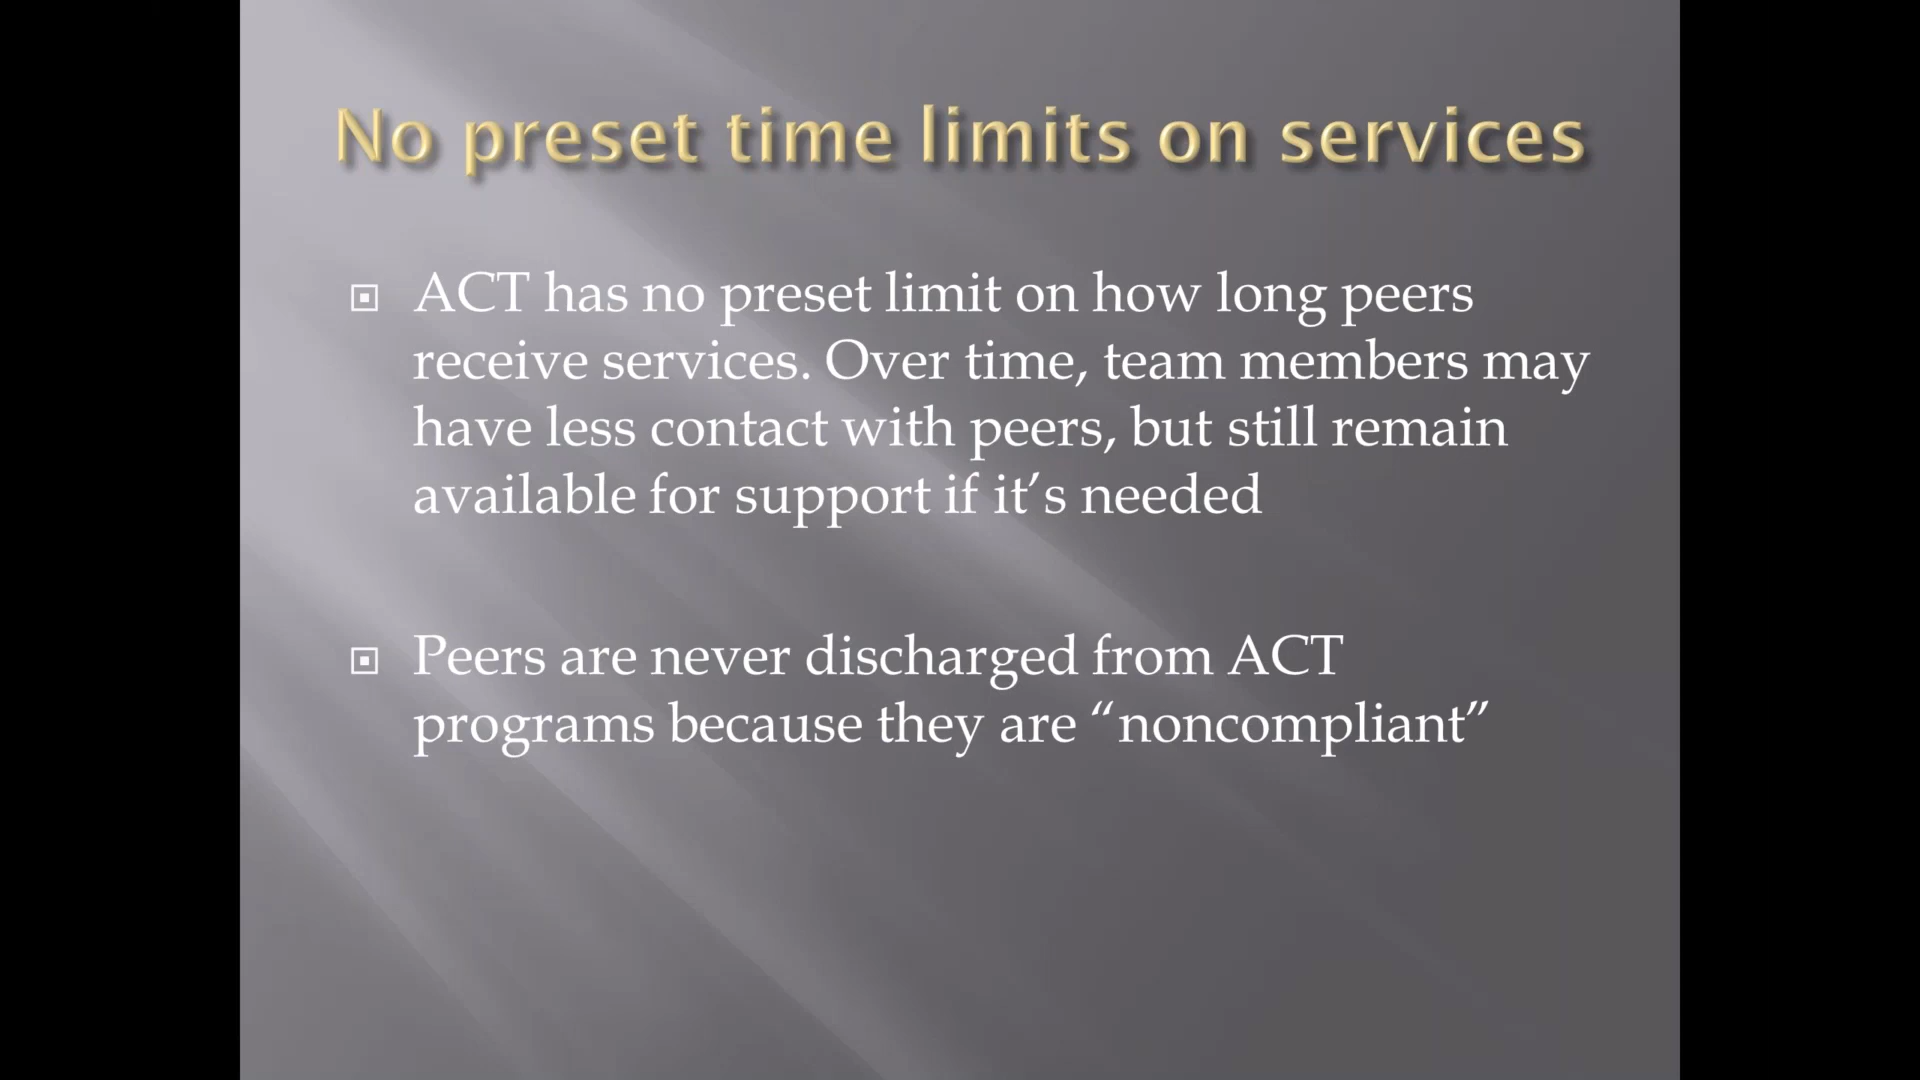 No preset time limits on services
ACT has no preset limit on how long peers
receive services. Over time, team members may
have less contact with peers, but still remain
available for support if it’s needed
Peers are never discharged from ACT
programs because they are “noncompliant”